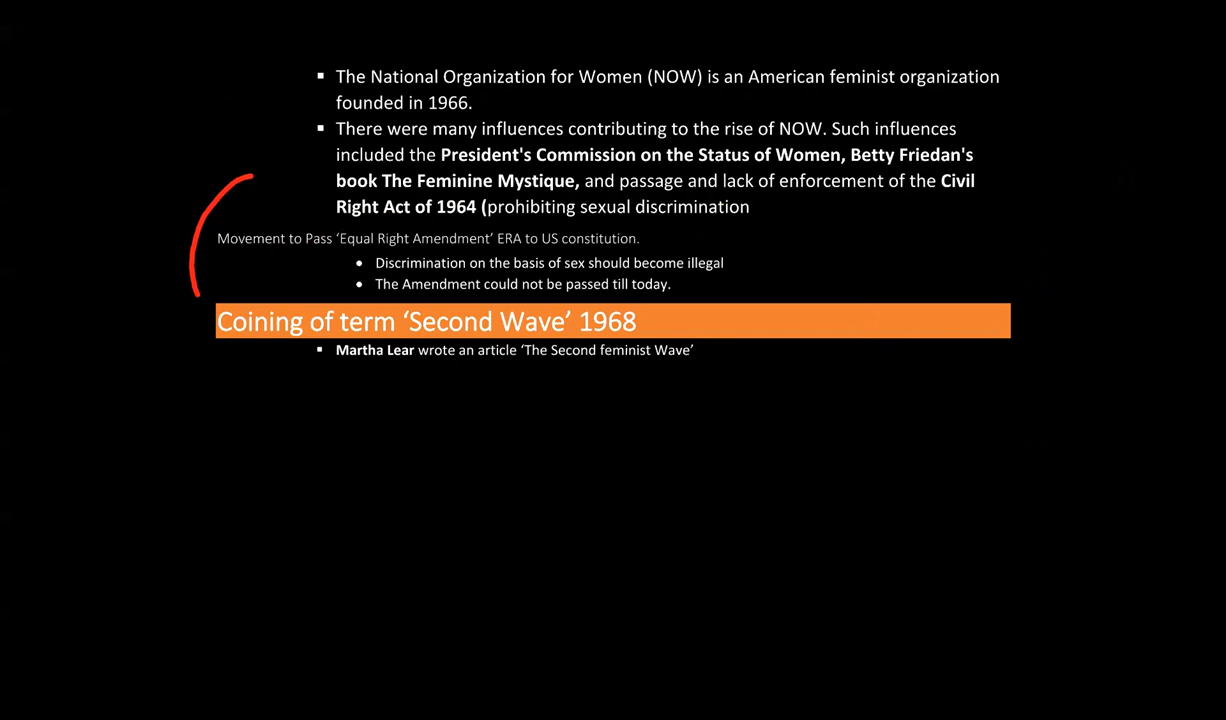 ▪ The National Organization for Women (NOW) is an American feminist organization
founded in 1966.
▪ There were many influences contributing to the rise of NOW. Such influences
included the President's Commission on the Status of Women, Betty Friedan's
book The Feminine Mystique, and passage and lack of enforcement of the Civil
Right Act of 1964 (prohibiting sexual discrimination
Movement to Pass ‘Equal Right Amendment’ ERA to US constitution.
• Discrimination on the basis of sex should become illegal
• The Amendment could not be passed till today.
Coining of term ‘Second Wave’ 1968
▪ Martha Lear wrote an article ‘The Second feminist Wave’